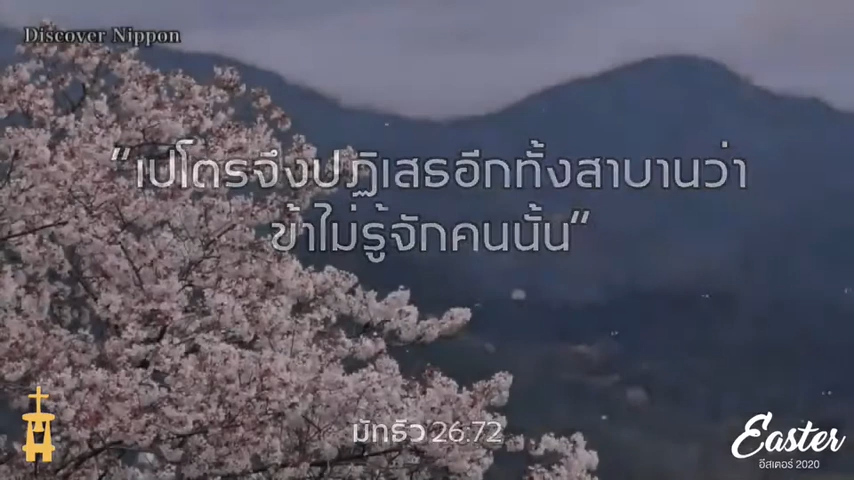 Discover Nippon
"เปโตรจึงปฏิเสธอีกทั้งสาบานว่า
ข้าไม่รู้จักคนนั้น"
มัทธิว 26:72
Easter
อีสเตอร์ 2020